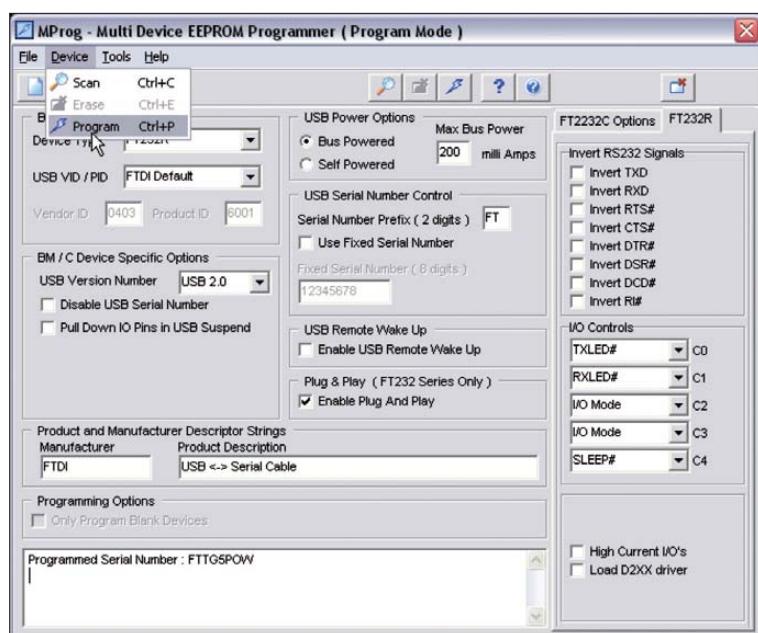 MProg - Multi Device EEPROM Programmer ( Program Mode )
File Device Tools Help
Scan Ctrl+C
Erase Ctrl+E
Program Ctrl+P
Device Type FT232R
USB VID / PID FTDI Default
Vendor ID 0403 Product ID 6001
BM / C Device Specific Options
USB Version Number USB 2.0
Disable USB Serial Number
Pull Down IO Pins in USB Suspend
USB Power Options
Bus Powered
Self Powered
Max Bus Power
200 milli Amps
USB Serial Number Control
Serial Number Prefix ( 2 digits ) FT
Use Fixed Serial Number
Fixed Serial Number ( 8 digits )
12345678
USB Remote Wake Up
Enable USB Remote Wake Up
Plug & Play ( FT232 Series Only )
Enable Plug And Play
Product and Manufacturer Descriptor Strings
Manufacturer Product Description
FTDI USB <-> Serial Cable
Programming Options
Only Program Blank Devices
Programmed Serial Number : FTTG5POW
FT2232C Options FT232R
Invert RS232 Signals
Invert TXD
Invert RXD
Invert RTS#
Invert CTS#
Invert DTR#
Invert DSR#
Invert DCD#
Invert RI#
I/O Controls
TXLED# C0
RXLED# C1
I/O Mode C2
I/O Mode C3
SLEEP# C4
High Current I/O's
Load D2XX driver